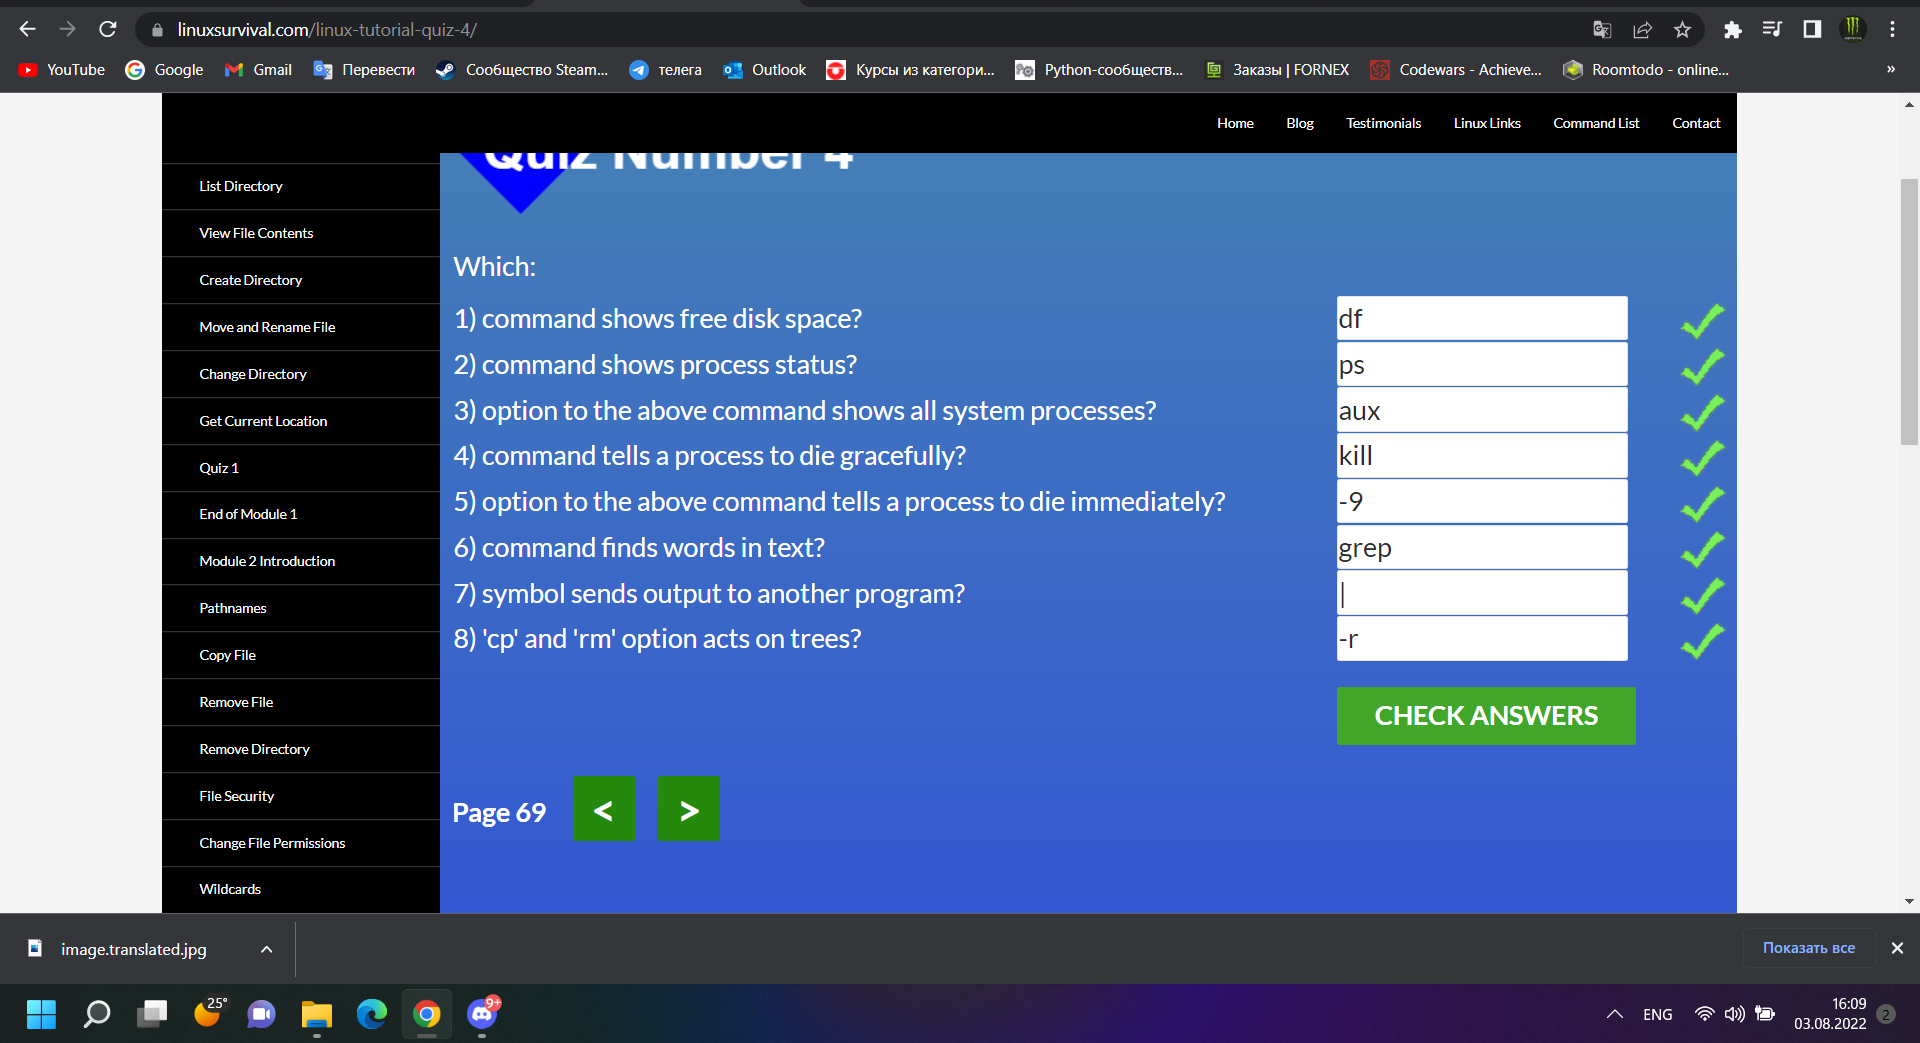 linuxsurvival.com/linux-tutorial-quiz-4/
YouTube Google Gmail Перевести Сообщество Steam... телега Outlook Курсы из категори... Python-сообществ... Заказы | FORNEX Codewars - Achieve... Roomtodo - online... »
Home Blog Testimonials Linux Links Command List Contact
Quiz Number 4
List Directory
View File Contents
Create Directory
Move and Rename File
Change Directory
Get Current Location
Quiz 1
End of Module 1
Module 2 Introduction
Pathnames
Copy File
Remove File
Remove Directory
File Security
Change File Permissions
Wildcards
Which:
1) command shows free disk space? df
2) command shows process status? ps
3) option to the above command shows all system processes? aux
4) command tells a process to die gracefully? kill
5) option to the above command tells a process to die immediately? -9
6) command finds words in text? grep
7) symbol sends output to another program? |
8) 'cp' and 'rm' option acts on trees? -r
CHECK ANSWERS
Page 69 < >
image.translated.jpg Показать все
25° 9+ ENG 16:09
03.08.2022 2